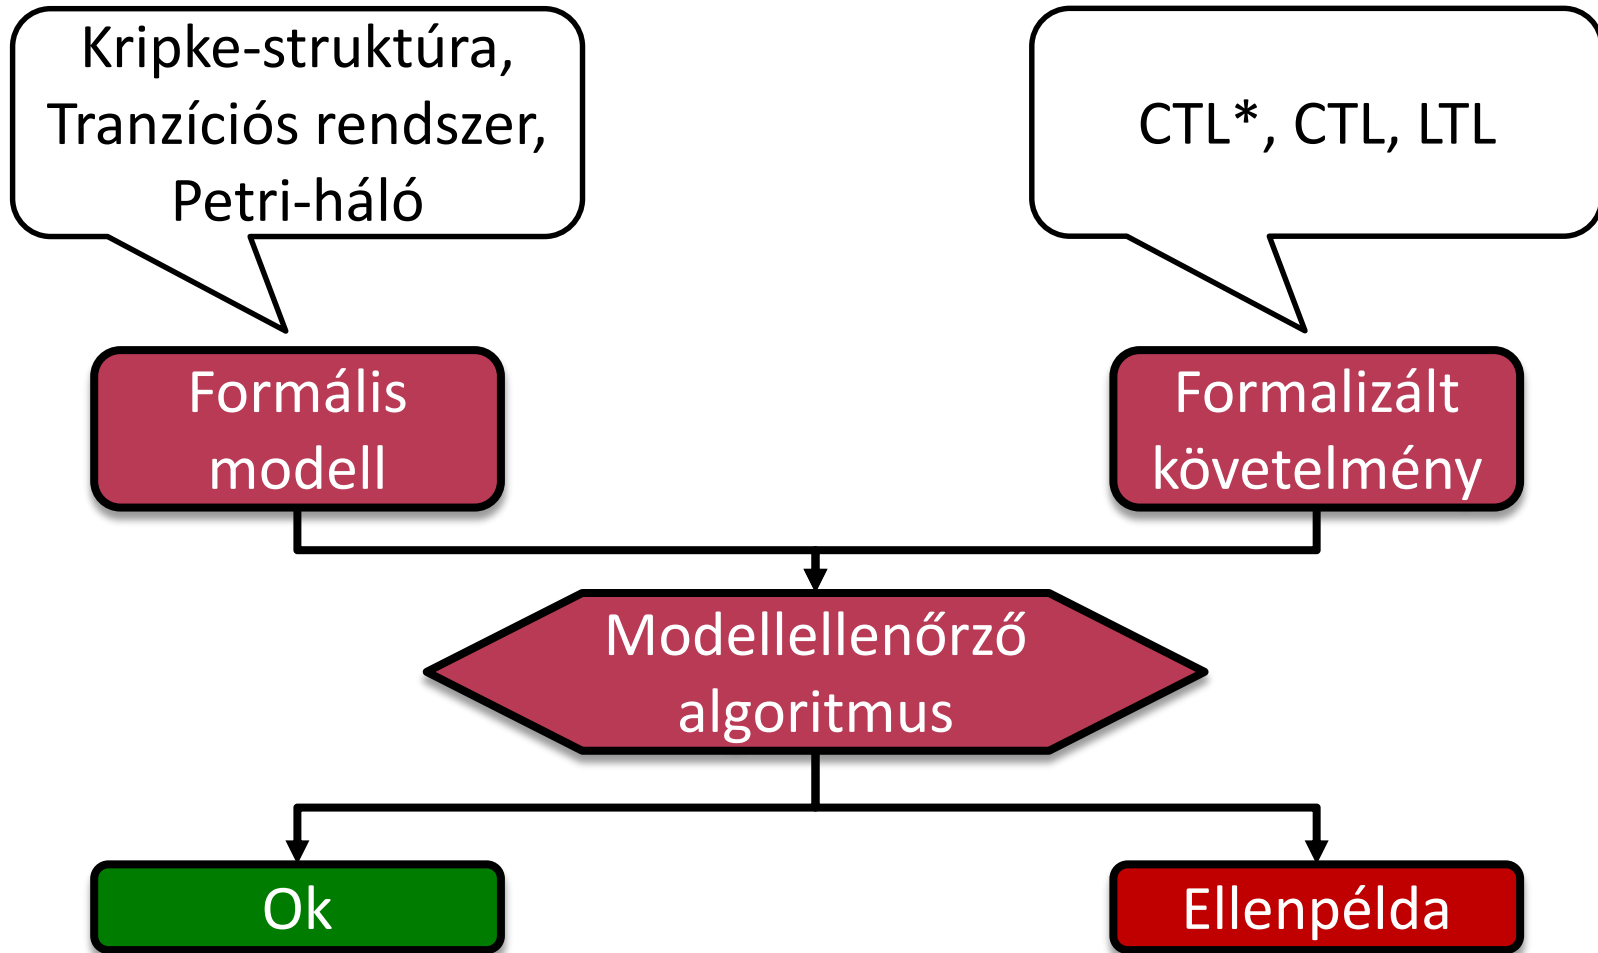 Kripke-struktúra,
Tranzíciós rendszer,
Petri-háló
CTL*, CTL, LTL
Formális
modell
Formalizált
követelmény
Modellellenőrző
algoritmus
Ok
Ellenpélda